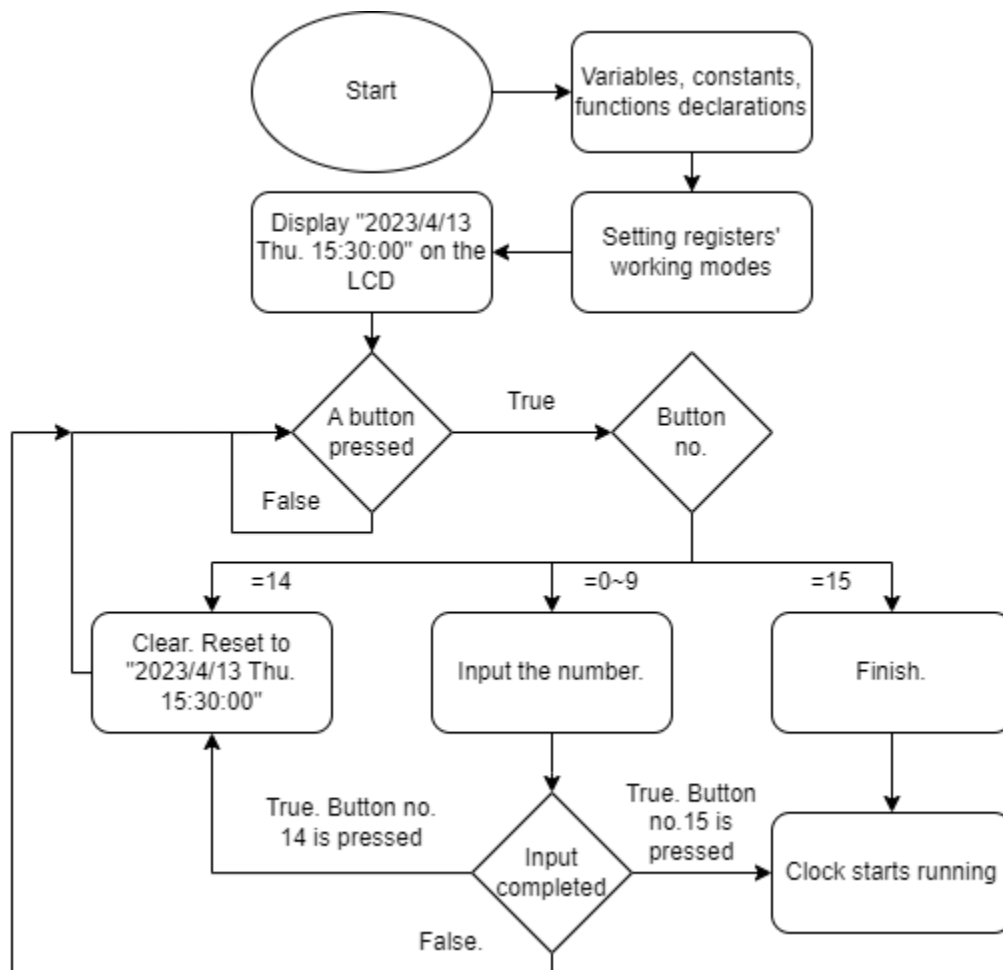 Start
Variables, constants,
functions declarations
Display "2023/4/13
Thu. 15:30:00" on the
LCD
Setting registers'
working modes
A button
pressed
True
Button
no.
False
=14
=0~9
=15
Clear. Reset to
"2023/4/13 Thu.
15:30:00"
Input the number.
Finish.
True. Button no.
14 is pressed
Input
completed
True. Button
no.15 is
pressed
Clock starts running
False.